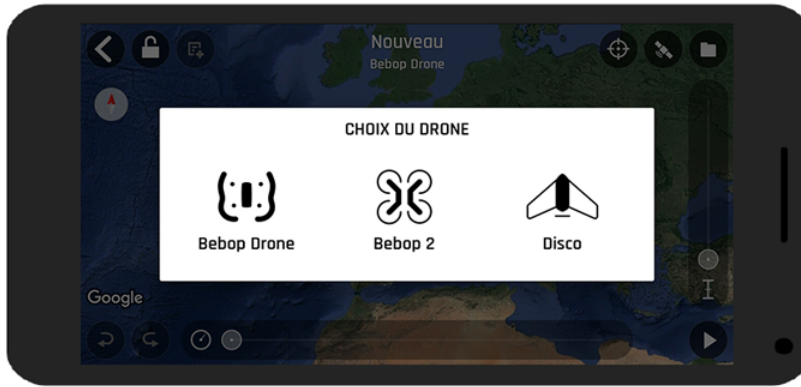 Nouveau
Bebop Drone
CHOIX DU DRONE
Bebop Drone
Bebop 2
Disco
Google